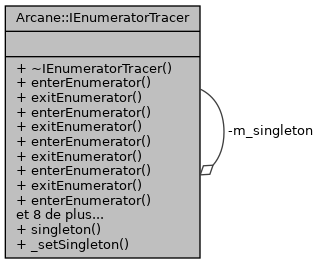 Arcane::IEnumeratorTracer
+ ~IEnumeratorTracer()
+ enterEnumerator()
+ exitEnumerator()
+ enterEnumerator()
+ exitEnumerator()
+ enterEnumerator()
+ exitEnumerator()
+ enterEnumerator()
+ exitEnumerator()
+ enterEnumerator()
et 8 de plus...
+ singleton()
+ _setSingleton()
-m_singleton